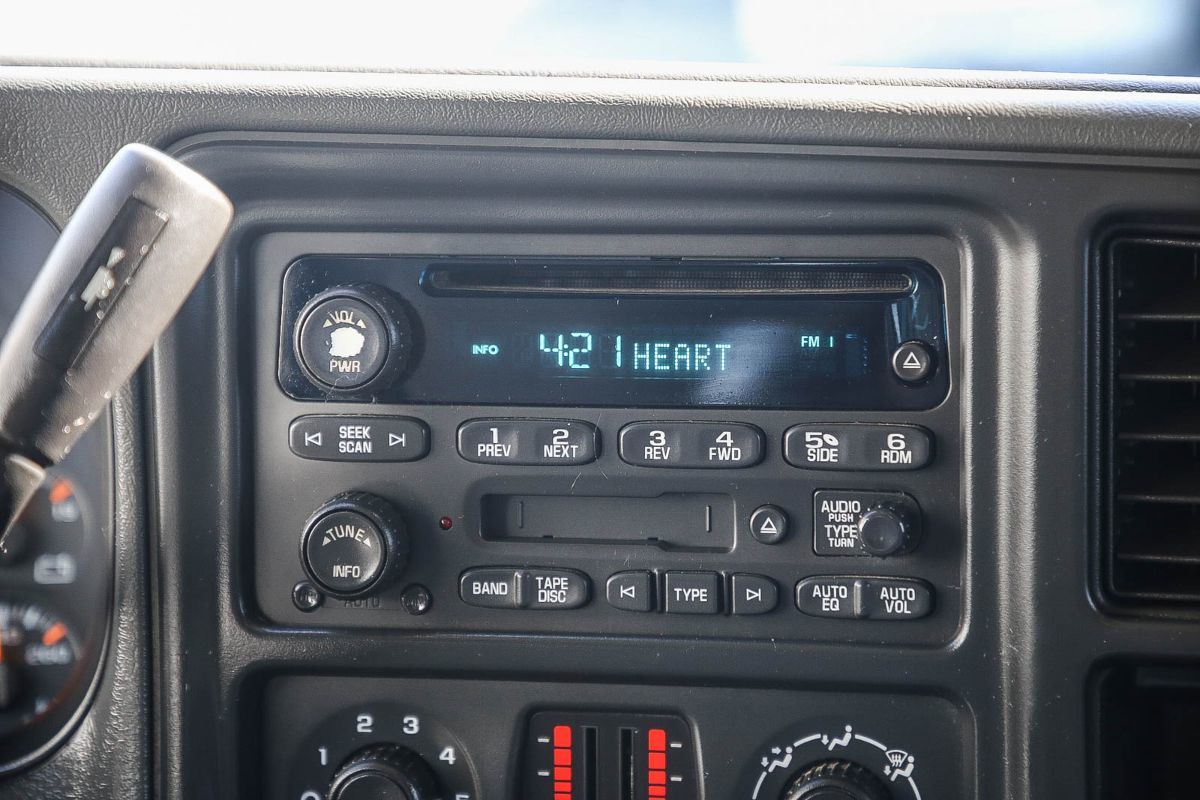 VOL
PWR
INFO 4:21 HEART FM 1
SEEK
SCAN
1
PREV
2
NEXT
3
REV
4
FWD
5
SIDE
6
RDM
TUNE
INFO
AUDIO
PUSH
TYPE
TURN
BAND
TAPE
DISC
TYPE
AUTO
EQ
AUTO
VOL
AUTO
0 1 2 3 4 5